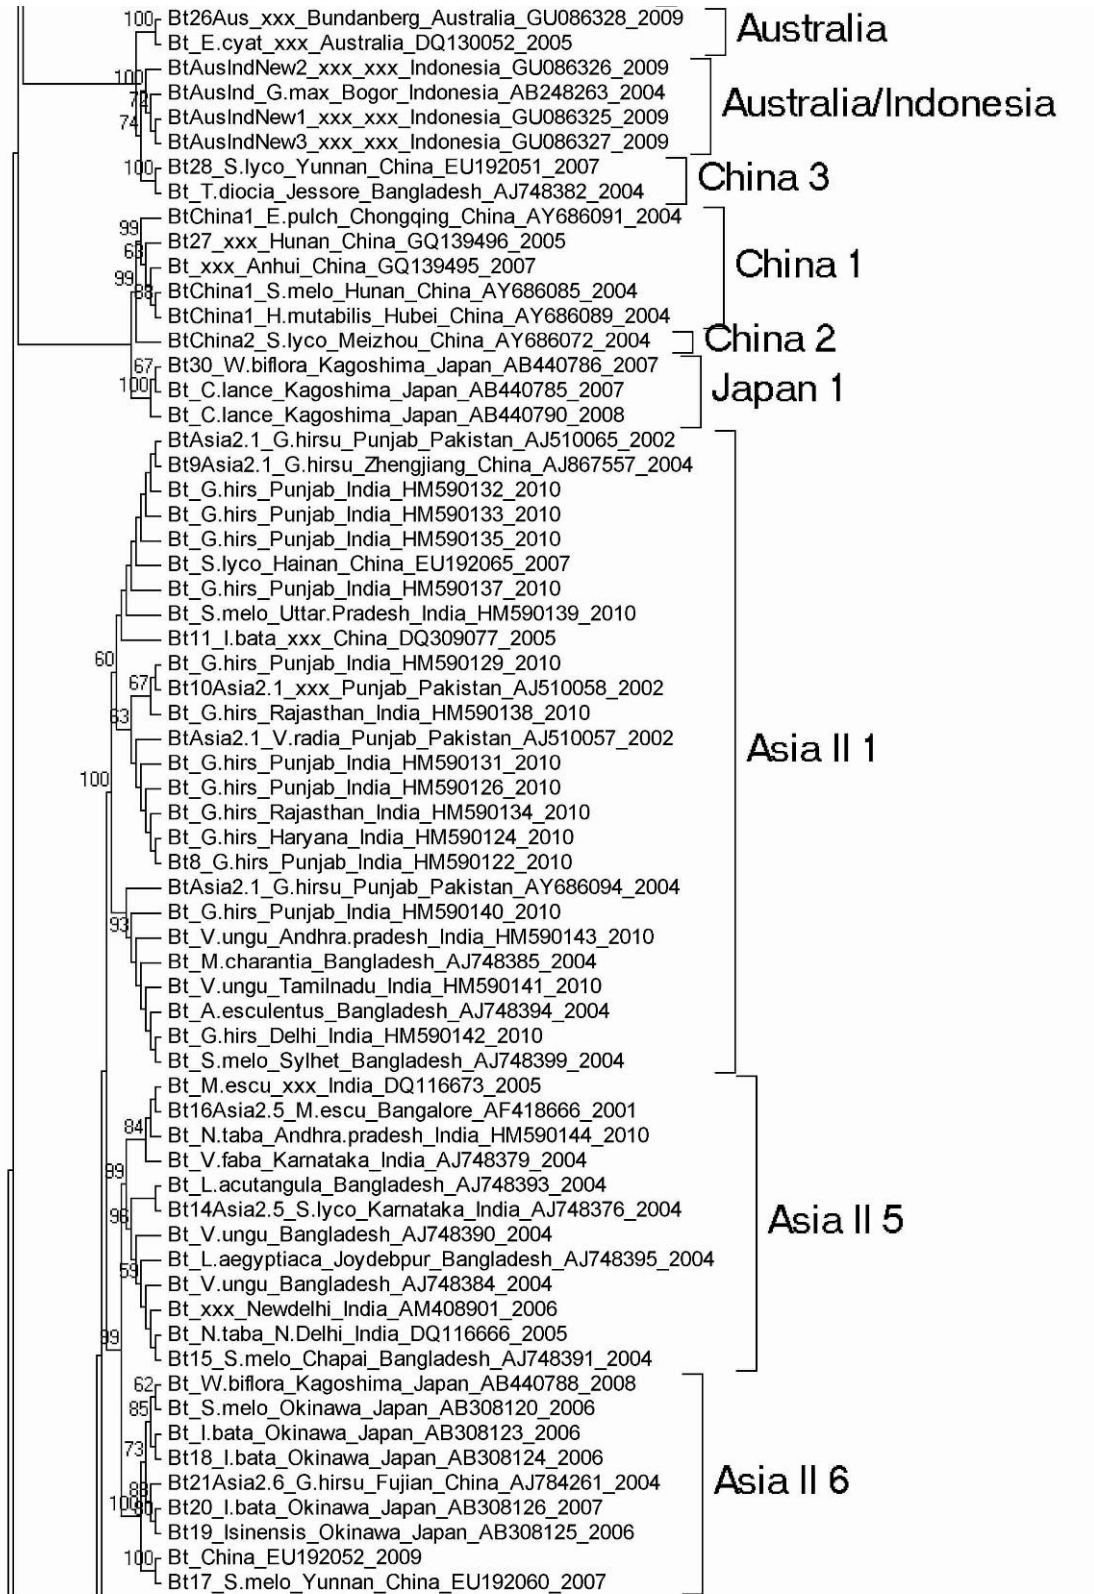 100 Bt26Aus_xxx_Bundanberg_Australia_GU086328_2009
Bt_E.cyat_xxx_Australia_DQ130052_2005
Australia
100 BtAusIndNew2_xxx_xxx_Indonesia_GU086326_2009
BtAusInd_G.max_Bogor_Indonesia_AB248263_2004
74 BtAusIndNew1_xxx_xxx_Indonesia_GU086325_2009
BtAusIndNew3_xxx_xxx_Indonesia_GU086327_2009
Australia/Indonesia
100 Bt28_S.lyco_Yunnan_China_EU192051_2007
Bt_T.diocia_Jessore_Bangladesh_AJ748382_2004
China 3
99 BtChina1_E.pulch_Chongqing_China_AY686091_2004
Bt27_xxx_Hunan_China_GQ139496_2005
99 Bt_xxx_Anhui_China_GQ139495_2007
BtChina1_S.melo_Hunan_China_AY686085_2004
BtChina1_H.mutabilis_Hubei_China_AY686089_2004
China 1
BtChina2_S.lyco_Meizhou_China_AY686072_2004
China 2
67 Bt30_W.biflora_Kagoshima_Japan_AB440786_2007
100 Bt_C.lance_Kagoshima_Japan_AB440785_2007
Bt_C.lance_Kagoshima_Japan_AB440790_2008
Japan 1
BtAsia2.1_G.hirsu_Punjab_Pakistan_AJ510065_2002
Bt9Asia2.1_G.hirsu_Zhengjiang_China_AJ867557_2004
Bt_G.hirs_Punjab_India_HM590132_2010
Bt_G.hirs_Punjab_India_HM590133_2010
Bt_G.hirs_Punjab_India_HM590135_2010
Bt_S.lyco_Hainan_China_EU192065_2007
Bt_G.hirs_Punjab_India_HM590137_2010
Bt_S.melo_Uttar.Pradesh_India_HM590139_2010
Bt11_I.bata_xxx_China_DQ309077_2005
60 Bt_G.hirs_Punjab_India_HM590129_2010
67 Bt10Asia2.1_xxx_Punjab_Pakistan_AJ510058_2002
63 Bt_G.hirs_Rajasthan_India_HM590138_2010
BtAsia2.1_V.radia_Punjab_Pakistan_AJ510057_2002
Bt_G.hirs_Punjab_India_HM590131_2010
100 Bt_G.hirs_Punjab_India_HM590126_2010
Bt_G.hirs_Rajasthan_India_HM590134_2010
Bt_G.hirs_Haryana_India_HM590124_2010
Bt8_G.hirs_Punjab_India_HM590122_2010
BtAsia2.1_G.hirsu_Punjab_Pakistan_AY686094_2004
93 Bt_G.hirs_Punjab_India_HM590140_2010
Bt_V.ungu_Andhra.pradesh_India_HM590143_2010
Bt_M.charantia_Bangladesh_AJ748385_2004
Bt_V.ungu_Tamilnadu_India_HM590141_2010
Bt_A.esculentus_Bangladesh_AJ748394_2004
Bt_G.hirs_Delhi_India_HM590142_2010
Bt_S.melo_Sylhet_Bangladesh_AJ748399_2004
Asia II 1
Bt_M.escu_xxx_India_DQ116673_2005
Bt16Asia2.5_M.escu_Bangalore_AF418666_2001
84 Bt_N.taba_Andhra.pradesh_India_HM590144_2010
Bt_V.faba_Karnataka_India_AJ748379_2004
Bt_L.acutangula_Bangladesh_AJ748393_2004
Bt14Asia2.5_S.lyco_Karnataka_India_AJ748376_2004
Bt_V.ungu_Bangladesh_AJ748390_2004
Bt_L.aegyptiaca_Joydebpur_Bangladesh_AJ748395_2004
59 Bt_V.ungu_Bangladesh_AJ748384_2004
Bt_xxx_Newdelhi_India_AM408901_2006
Bt_N.taba_N.Delhi_India_DQ116666_2005
Bt15_S.melo_Chapai_Bangladesh_AJ748391_2004
Asia II 5
62 Bt_W.biflora_Kagoshima_Japan_AB440788_2008
85 Bt_S.melo_Okinawa_Japan_AB308120_2006
Bt_I.bata_Okinawa_Japan_AB308123_2006
73 Bt18_I.bata_Okinawa_Japan_AB308124_2006
Bt21Asia2.6_G.hirsu_Fujian_China_AJ784261_2004
100 Bt20_I.bata_Okinawa_Japan_AB308126_2007
Bt19_Isinensis_Okinawa_Japan_AB308125_2006
100 Bt_China_EU192052_2009
Bt17_S.melo_Yunnan_China_EU192060_2007
Asia II 6